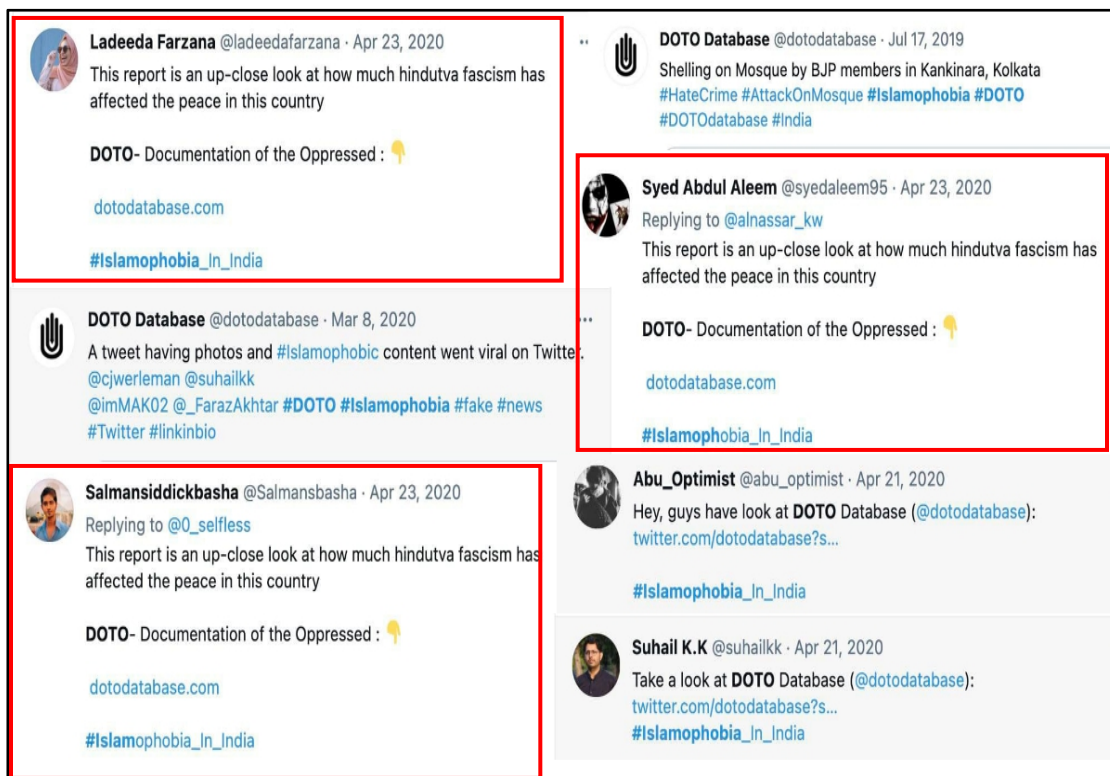 Ladeeda Farzana @ladeedafarzana · Apr 23, 2020
This report is an up-close look at how much hindutva fascism has
affected the peace in this country
DOTO- Documentation of the Oppressed : 👇
dotodatabase.com
#Islamophobia_In_India
DOTO Database @dotodatabase · Mar 8, 2020
A tweet having photos and #Islamophobic content went viral on Twitter.
@cjwerleman @suhailkk
@imMAK02 @_FarazAkhtar #DOTO #Islamophobia #fake #news
#Twitter #linkinbio
Salmansiddickbasha @Salmansbasha · Apr 23, 2020
Replying to @0_selfless
This report is an up-close look at how much hindutva fascism has
affected the peace in this country
DOTO- Documentation of the Oppressed : 👇
dotodatabase.com
#Islamophobia_In_India
DOTO Database @dotodatabase · Jul 17, 2019
Shelling on Mosque by BJP members in Kankinara, Kolkata
#HateCrime #AttackOnMosque #Islamophobia #DOTO
#DOTOdatabase #India
Syed Abdul Aleem @syedaleem95 · Apr 23, 2020
Replying to @alnassar_kw
This report is an up-close look at how much hindutva fascism has
affected the peace in this country
DOTO- Documentation of the Oppressed : 👇
dotodatabase.com
#Islamophobia_In_India
Abu_Optimist @abu_optimist · Apr 21, 2020
Hey, guys have look at DOTO Database (@dotodatabase):
twitter.com/dotodatabase?s...
#Islamophobia_In_India
Suhail K.K @suhailkk · Apr 21, 2020
Take a look at DOTO Database (@dotodatabase):
twitter.com/dotodatabase?s...
#Islamophobia_In_India